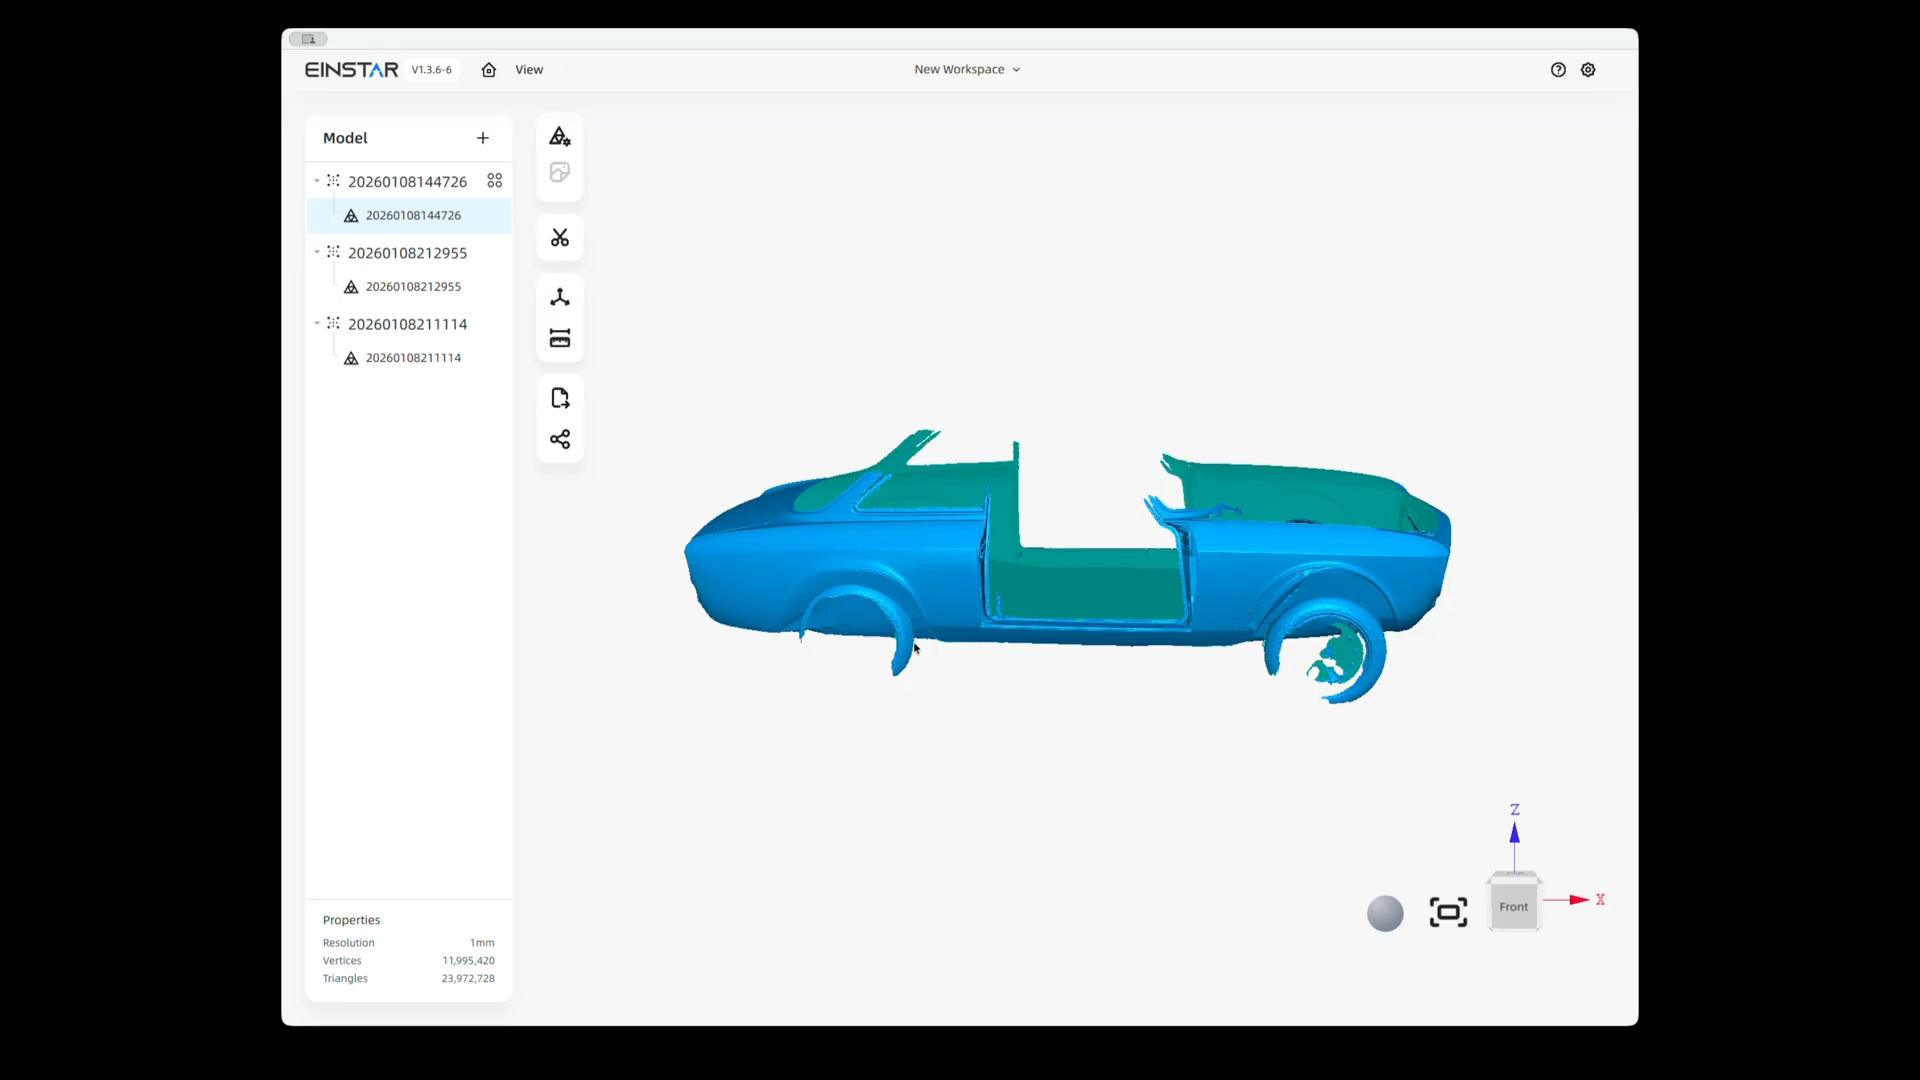 EINSTAR V1.3.6-6 View New Workspace
Model
20260108144726
20260108144726
20260108212955
20260108212955
20260108211114
20260108211114
Properties
Resolution 1mm
Vertices 11,995,420
Triangles 23,972,728
Z
Front
X